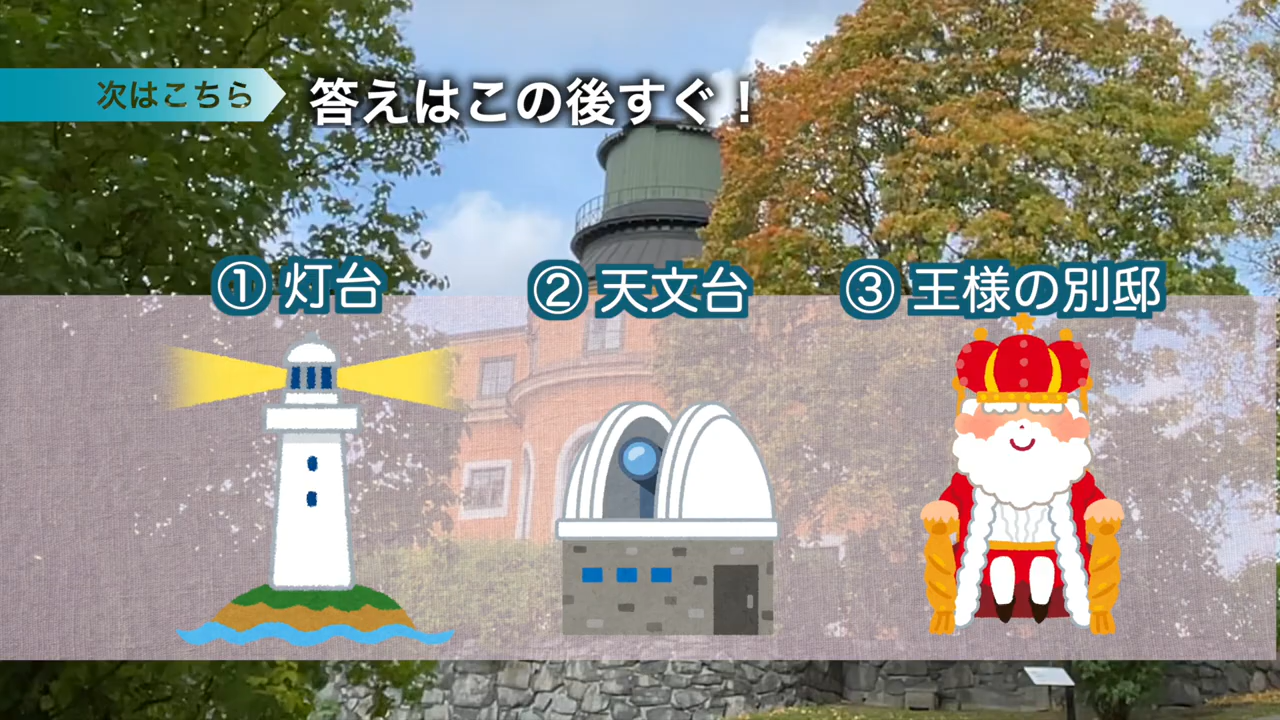 次はこちら
答えはこの後すぐ！
① 灯台
② 天文台
③ 王様の別邸